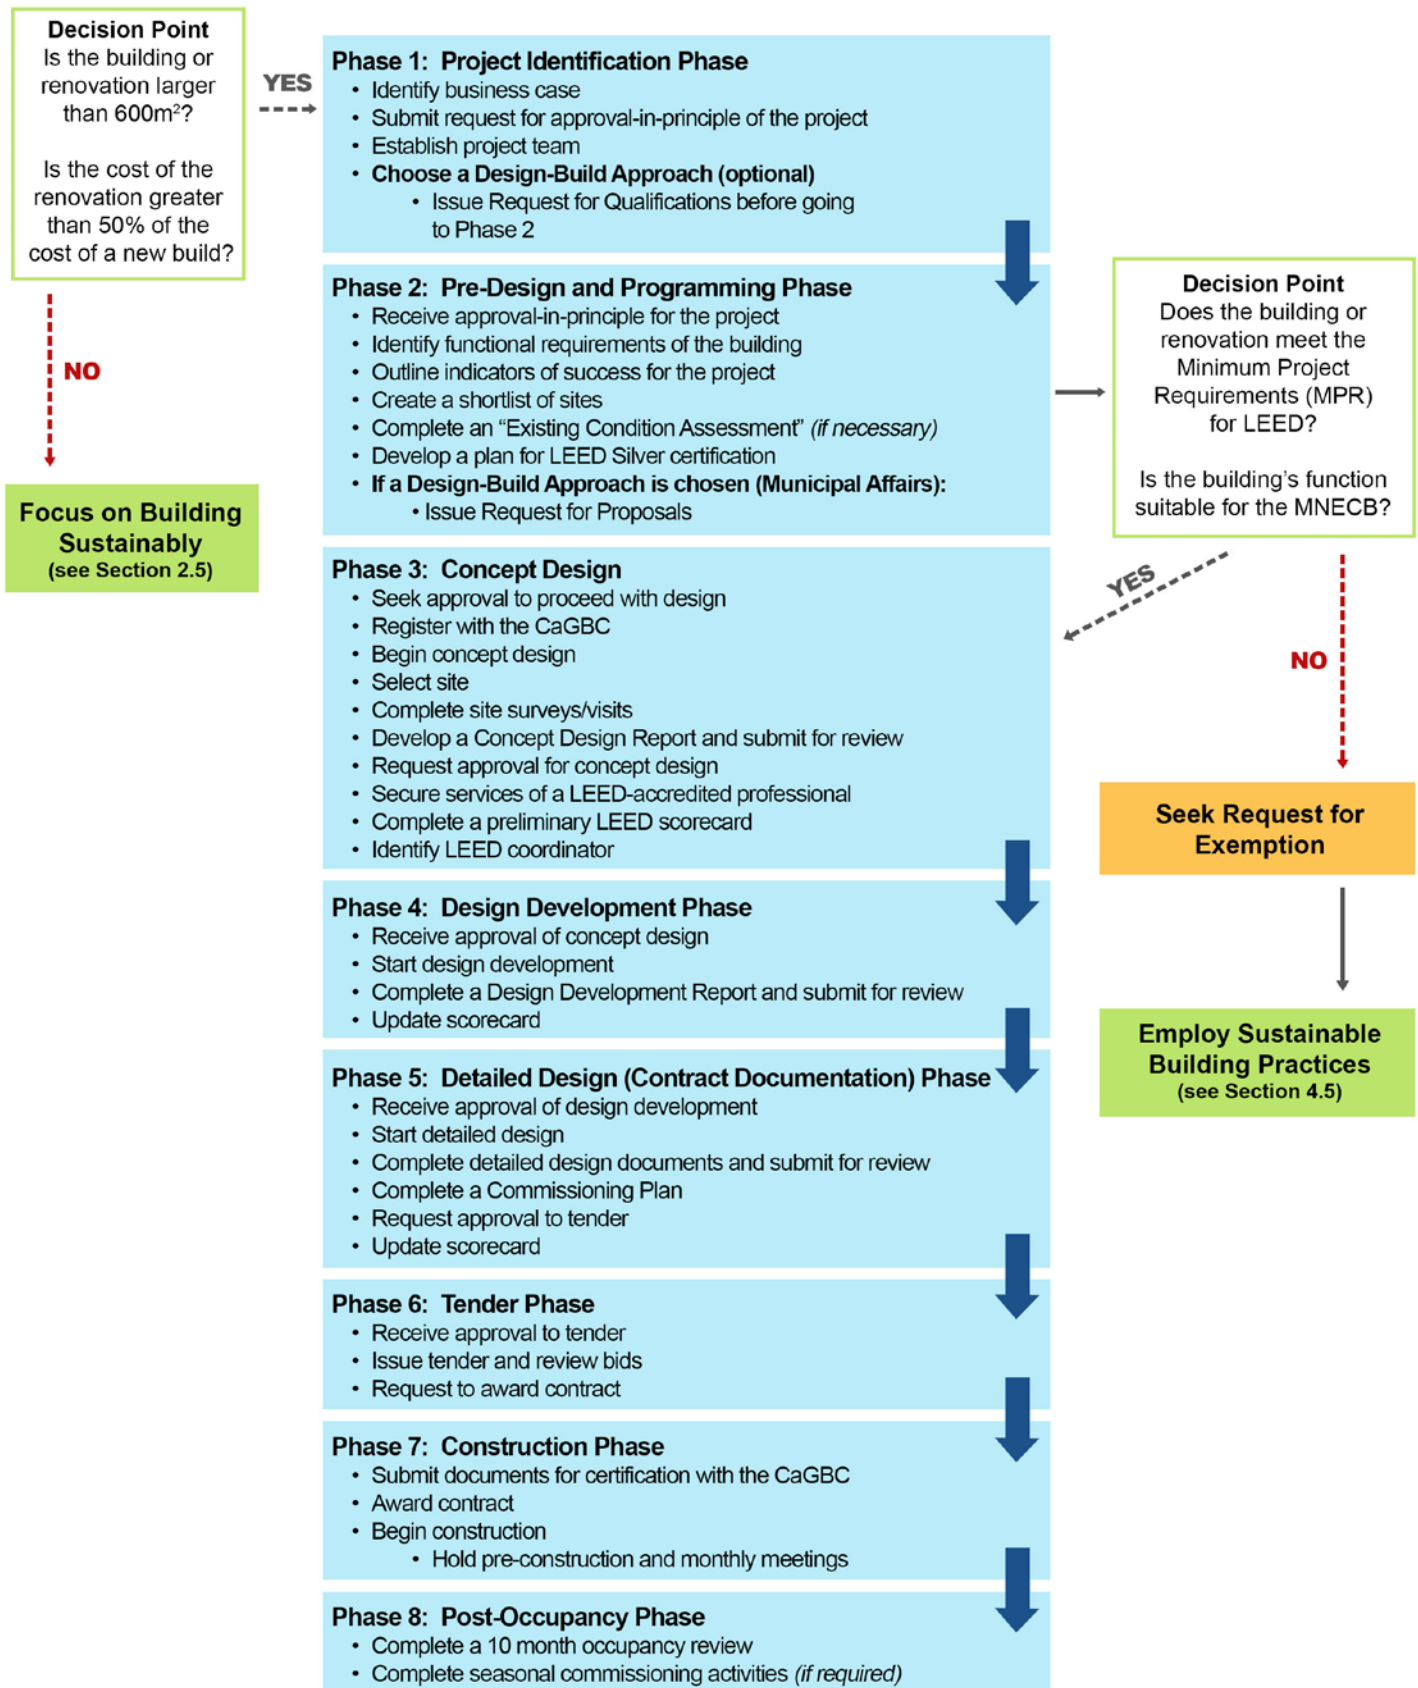 Decision Point
Is the building or
renovation larger
than 600m²?
Is the cost of the
renovation greater
than 50% of the
cost of a new build?
YES
NO
Focus on Building
Sustainably
(see Section 2.5)
Phase 1: Project Identification Phase
• Identify business case
• Submit request for approval-in-principle of the project
• Establish project team
• Choose a Design-Build Approach (optional)
• Issue Request for Qualifications before going
to Phase 2
Phase 2: Pre-Design and Programming Phase
• Receive approval-in-principle for the project
• Identify functional requirements of the building
• Outline indicators of success for the project
• Create a shortlist of sites
• Complete an “Existing Condition Assessment” (if necessary)
• Develop a plan for LEED Silver certification
• If a Design-Build Approach is chosen (Municipal Affairs):
• Issue Request for Proposals
Decision Point
Does the building or
renovation meet the
Minimum Project
Requirements (MPR)
for LEED?
Is the building’s function
suitable for the MNECB?
YES
NO
Seek Request for
Exemption
Employ Sustainable
Building Practices
(see Section 4.5)
Phase 3: Concept Design
• Seek approval to proceed with design
• Register with the CaGBC
• Begin concept design
• Select site
• Complete site surveys/visits
• Develop a Concept Design Report and submit for review
• Request approval for concept design
• Secure services of a LEED-accredited professional
• Complete a preliminary LEED scorecard
• Identify LEED coordinator
Phase 4: Design Development Phase
• Receive approval of concept design
• Start design development
• Complete a Design Development Report and submit for review
• Update scorecard
Phase 5: Detailed Design (Contract Documentation) Phase
• Receive approval of design development
• Start detailed design
• Complete detailed design documents and submit for review
• Complete a Commissioning Plan
• Request approval to tender
• Update scorecard
Phase 6: Tender Phase
• Receive approval to tender
• Issue tender and review bids
• Request to award contract
Phase 7: Construction Phase
• Submit documents for certification with the CaGBC
• Award contract
• Begin construction
• Hold pre-construction and monthly meetings
Phase 8: Post-Occupancy Phase
• Complete a 10 month occupancy review
• Complete seasonal commissioning activities (if required)